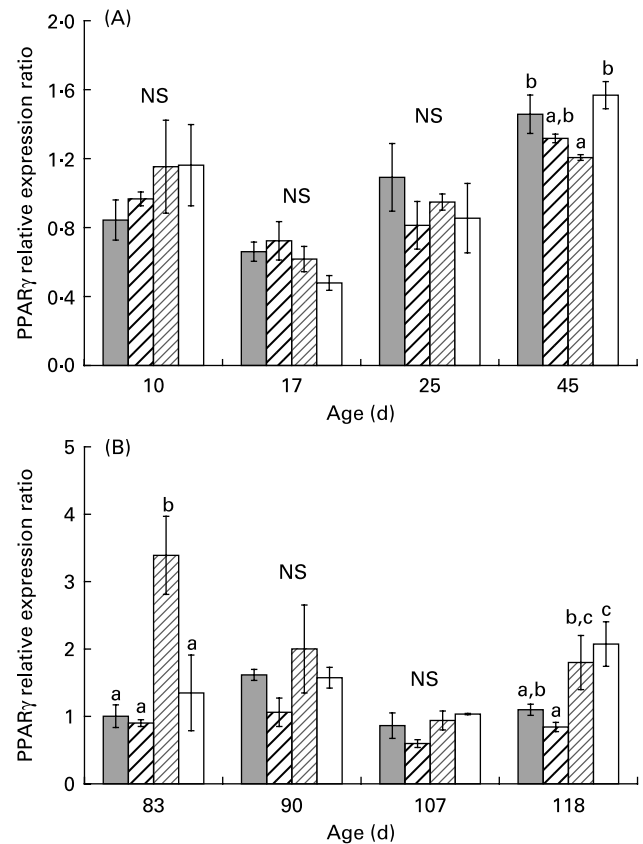 (A)
PPARγ relative expression ratio
2·0
1·6
1·2
0·8
0·4
0·0
NS
NS
NS
b
a,b
a
b
10 17 25 45
Age (d)
(B)
PPARγ relative expression ratio
5
4
3
2
1
0
a
a
b
a
NS
NS
a,b
a
b,c
c
83 90 107 118
Age (d)